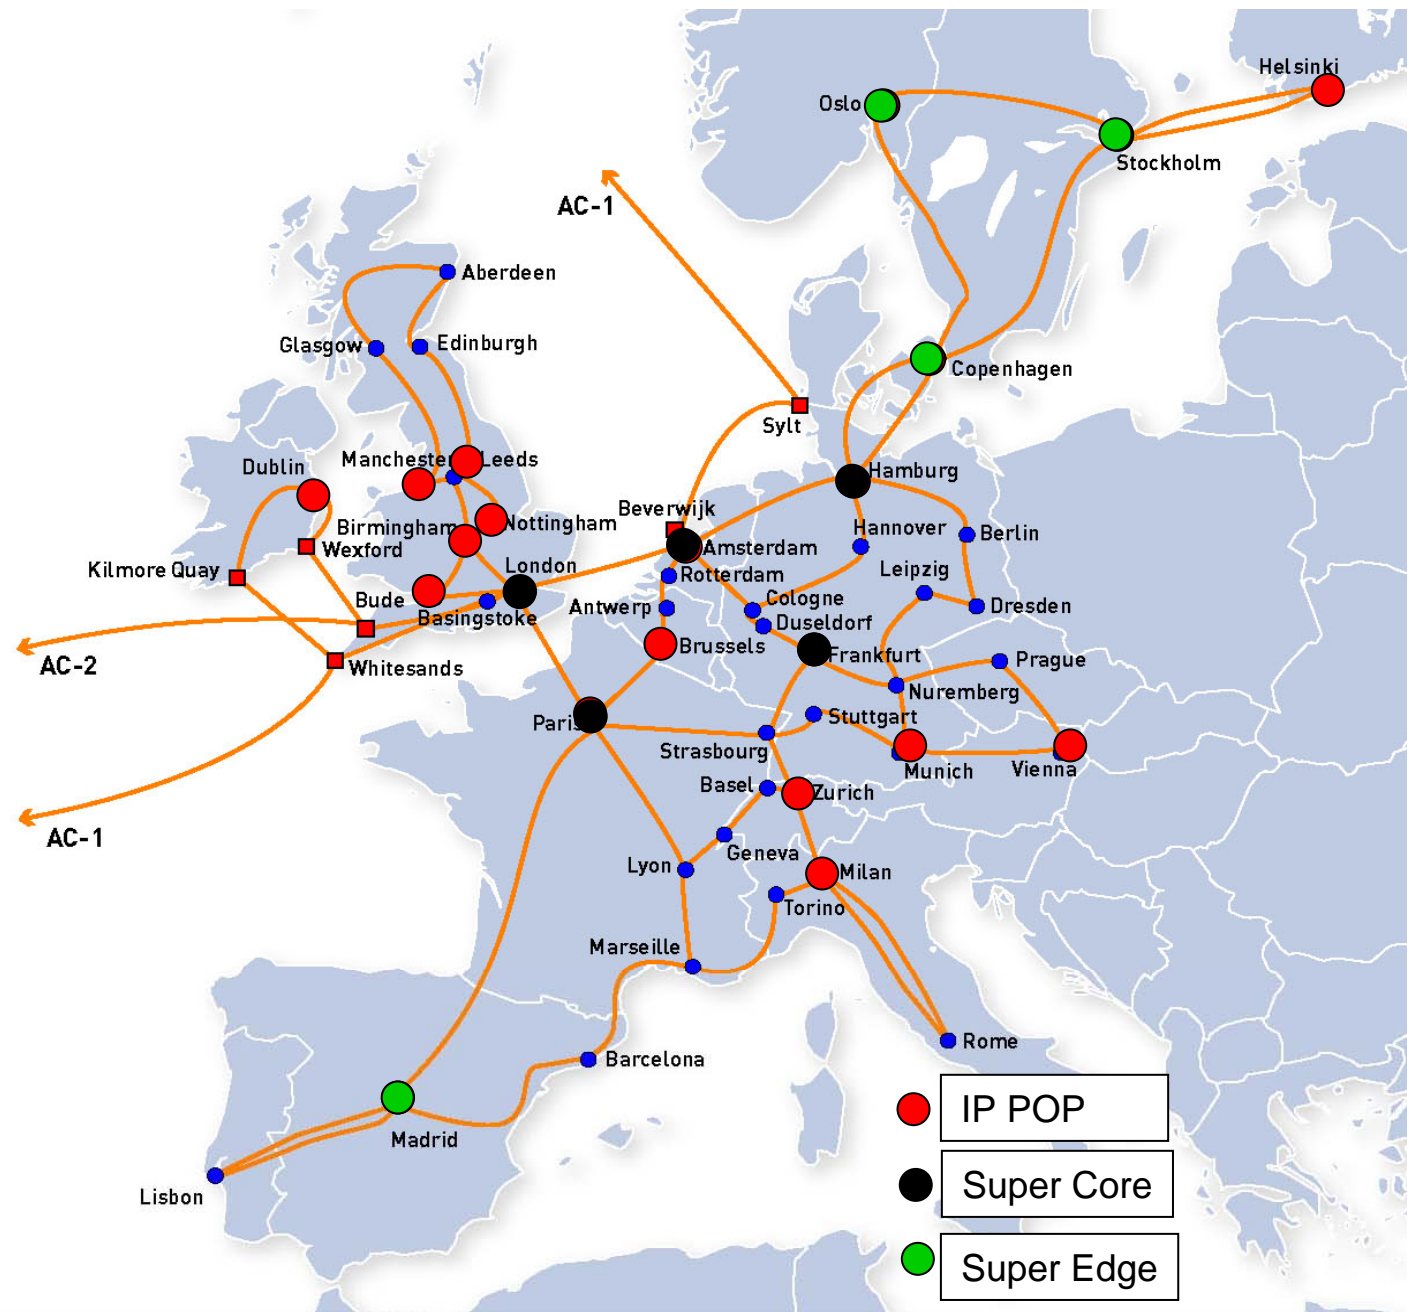 Helsinki
Oslo
Stockholm
AC-1
Aberdeen
Glasgow
Edinburgh
Copenhagen
Sylt
Dublin
Manchester
Leeds
Hamburg
Beverwijk
Birmingham
Nottingham
Hannover
Berlin
Wexford
Amsterdam
London
Kilmore Quay
Rotterdam
Leipzig
Bude
Cologne
Antwerp
Dresden
Basingstoke
Duseldorf
Brussels
Frankfurt
Prague
AC-2
Whitesands
Nuremberg
Paris
Stuttgart
Strasbourg
Munich
Vienna
Basel
Zurich
AC-1
Geneva
Lyon
Milan
Torino
Marseille
Rome
Barcelona
IP POP
Madrid
Super Core
Lisbon
Super Edge